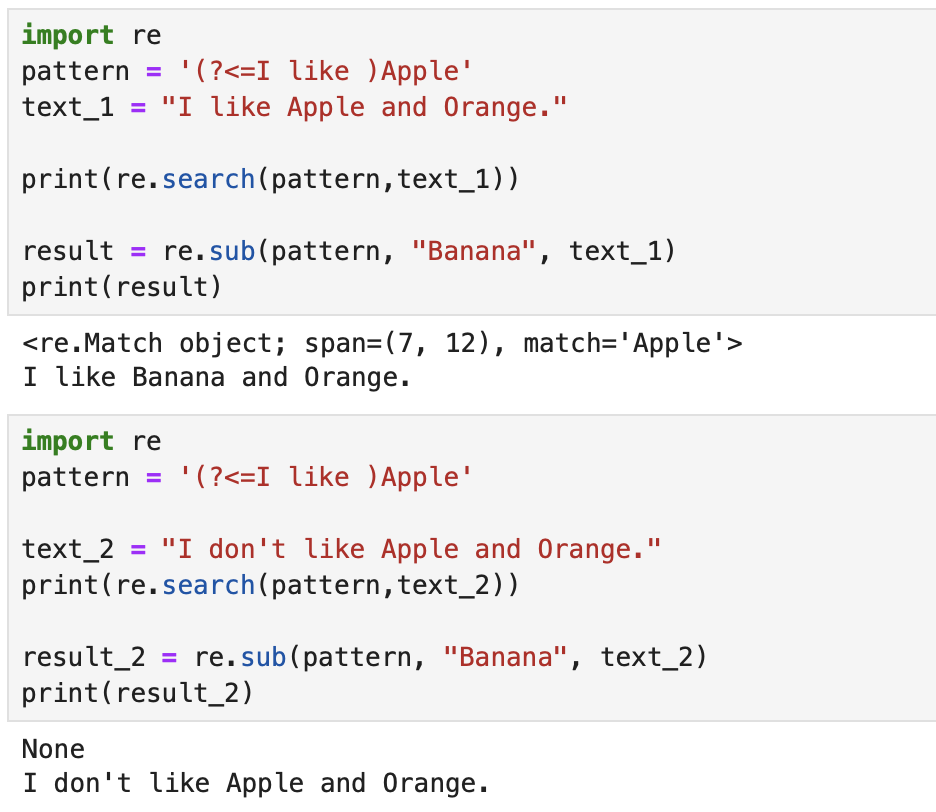 import re
pattern = '(?<=I like )Apple'
text_1 = "I like Apple and Orange."
print(re.search(pattern,text_1))
result = re.sub(pattern, "Banana", text_1)
print(result)
<re.Match object; span=(7, 12), match='Apple'>
I like Banana and Orange.
import re
pattern = '(?<=I like )Apple'
text_2 = "I don't like Apple and Orange."
print(re.search(pattern,text_2))
result_2 = re.sub(pattern, "Banana", text_2)
print(result_2)
None
I don't like Apple and Orange.